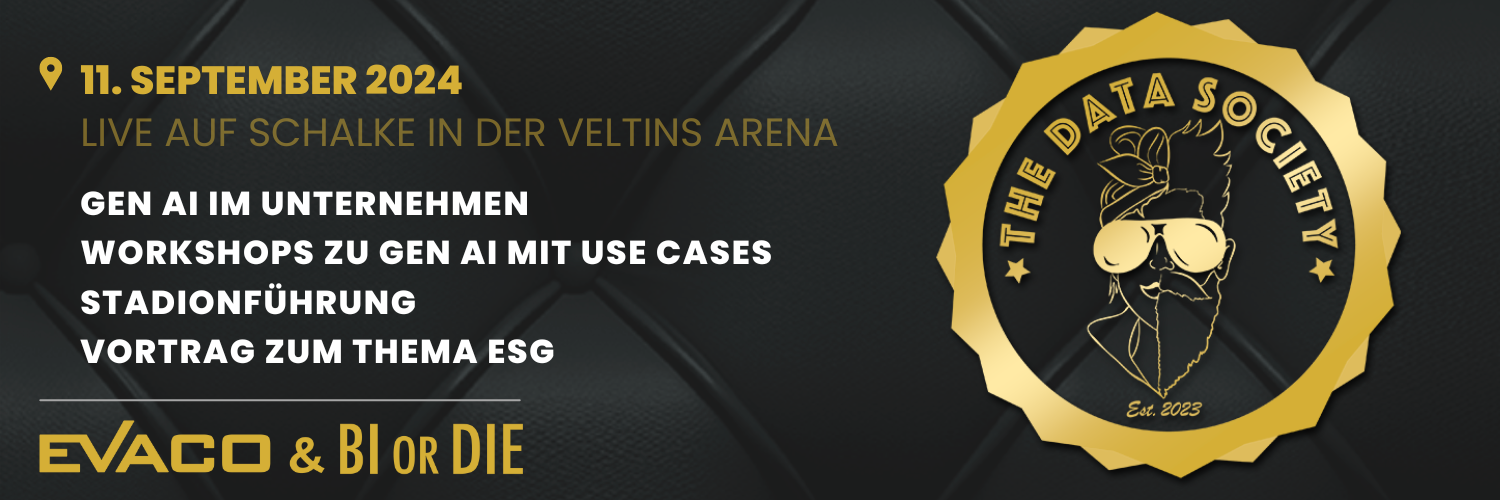 11. SEPTEMBER 2024
LIVE AUF SCHALKE IN DER VELTINS ARENA
GEN AI IM UNTERNEHMEN
WORKSHOPS ZU GEN AI MIT USE CASES
STADIONFÜHRUNG
VORTRAG ZUM THEMA ESG
EVACO & BI OR DIE
THE DATA SOCIETY
Est. 2023